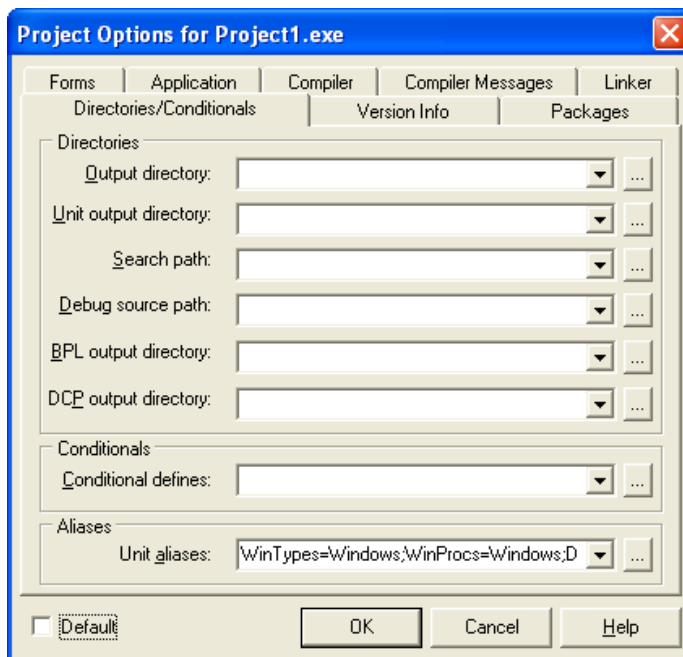 Project Options for Project1.exe
Forms Application Compiler Compiler Messages Linker
Directories/Conditionals Version Info Packages
Directories
Output directory: ...
Unit output directory: ...
Search path: ...
Debug source path: ...
BPL output directory: ...
DCP output directory: ...
Conditionals
Conditional defines: ...
Aliases
Unit aliases: WinTypes=Windows;WinProcs=Windows;D ...
Default OK Cancel Help